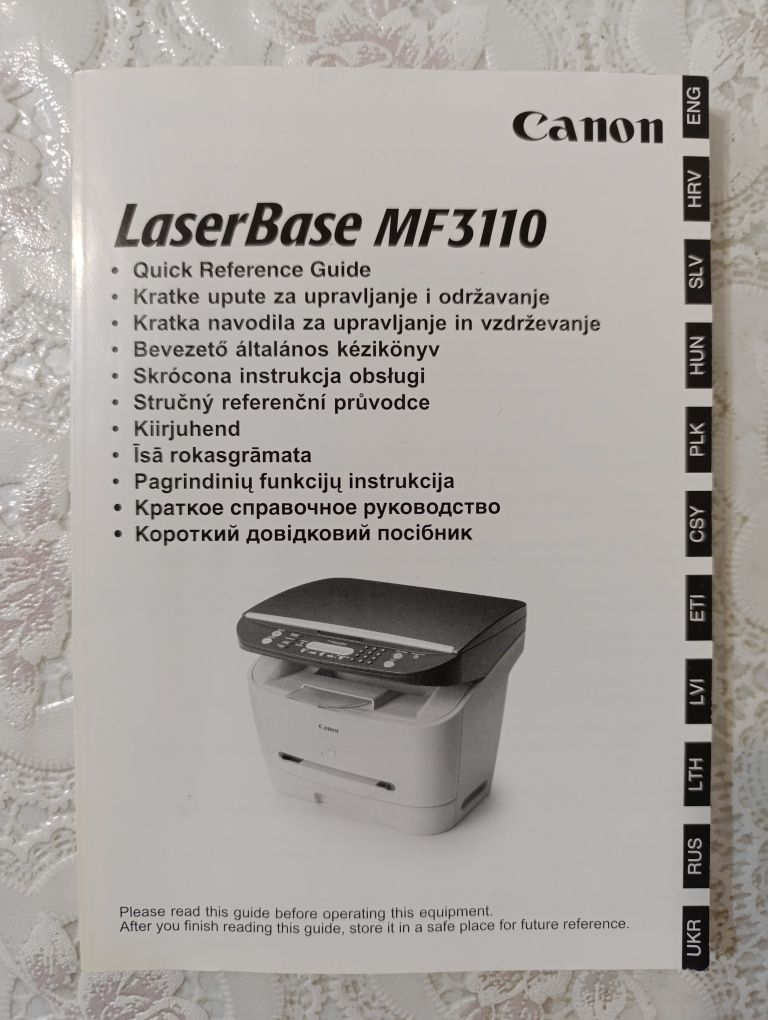 Canon
LaserBase MF3110
• Quick Reference Guide
• Kratke upute za upravljanje i održavanje
• Kratka navodila za upravljanje in vzdrževanje
• Bevezető általános kézikönyv
• Skrócona instrukcja obsługi
• Stručný referenční průvodce
• Kiirjuhend
• Īsā rokasgrāmata
• Pagrindinių funkcijų instrukcija
• Краткое справочное руководство
• Короткий довідковий посібник
Canon
Please read this guide before operating this equipment.
After you finish reading this guide, store it in a safe place for future reference.
ENG
HRV
SLV
HUN
PLK
CSY
ETI
LVI
LTH
RUS
UKR